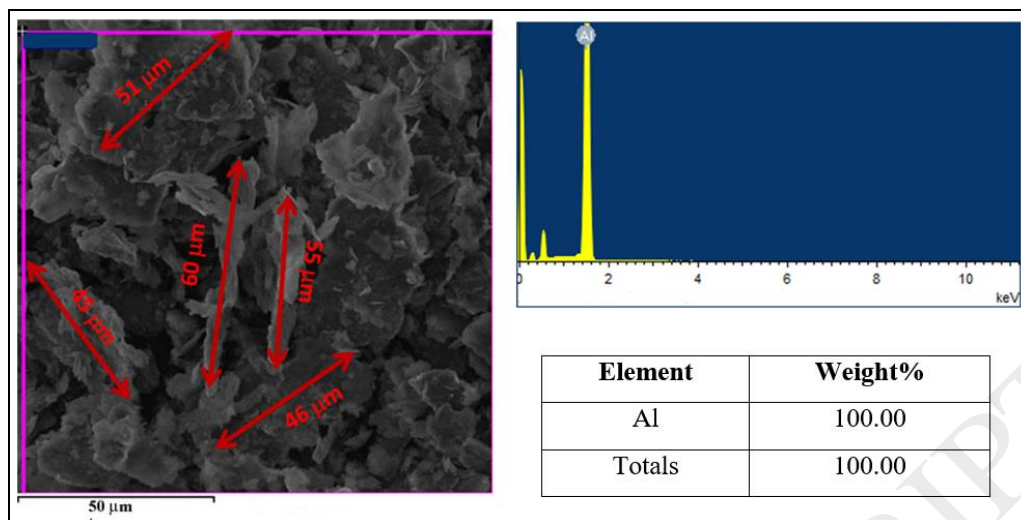 51 µm
60 µm
55 µm
45 µm
46 µm
50 µm
Al
0 2 4 6 8 10
keV
Element Weight%
Al 100.00
Totals 100.00